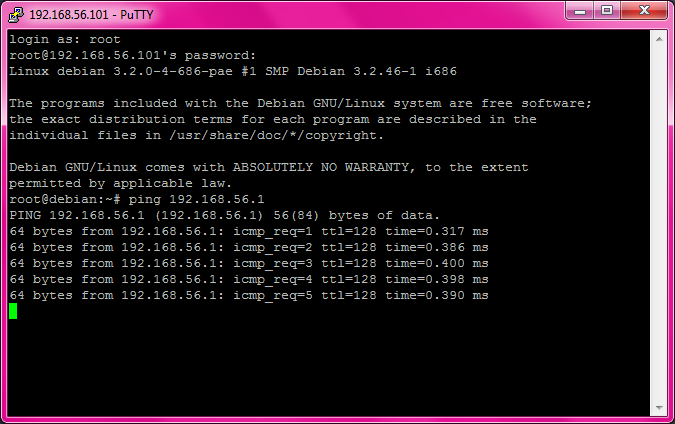 192.168.56.101 - PuTTY
login as: root
root@192.168.56.101's password:
Linux debian 3.2.0-4-686-pae #1 SMP Debian 3.2.46-1 i686
The programs included with the Debian GNU/Linux system are free software;
the exact distribution terms for each program are described in the
individual files in /usr/share/doc/*/copyright.
Debian GNU/Linux comes with ABSOLUTELY NO WARRANTY, to the extent
permitted by applicable law.
root@debian:~# ping 192.168.56.1
PING 192.168.56.1 (192.168.56.1) 56(84) bytes of data.
64 bytes from 192.168.56.1: icmp_req=1 ttl=128 time=0.317 ms
64 bytes from 192.168.56.1: icmp_req=2 ttl=128 time=0.386 ms
64 bytes from 192.168.56.1: icmp_req=3 ttl=128 time=0.400 ms
64 bytes from 192.168.56.1: icmp_req=4 ttl=128 time=0.398 ms
64 bytes from 192.168.56.1: icmp_req=5 ttl=128 time=0.390 ms